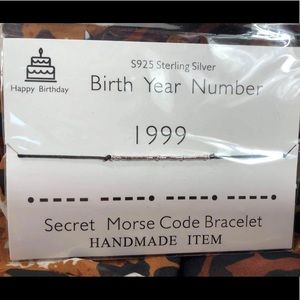 S925 Sterling Silver
Happy Birthday
Birth Year Number
1999
Secret Morse Code Bracelet
HANDMADE ITEM